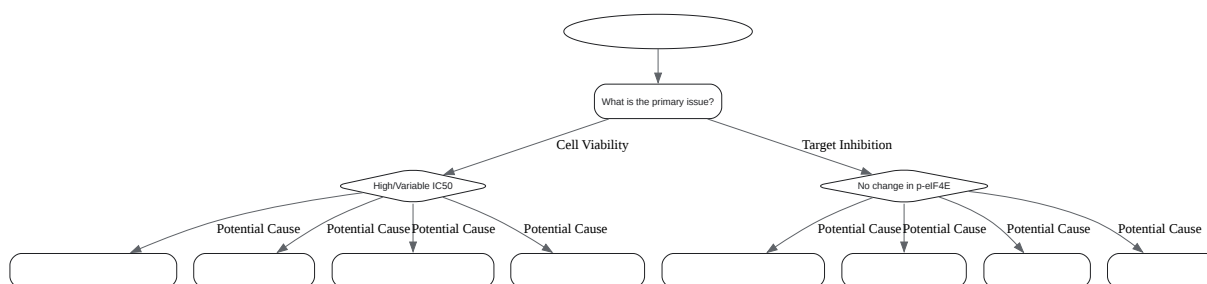 What is the primary issue?
Cell Viability
Target Inhibition
High/Variable IC50
No change in p-eIF4E
Potential Cause
Potential Cause
Potential Cause
Potential Cause
Potential Cause
Potential Cause
Potential Cause
Potential Cause